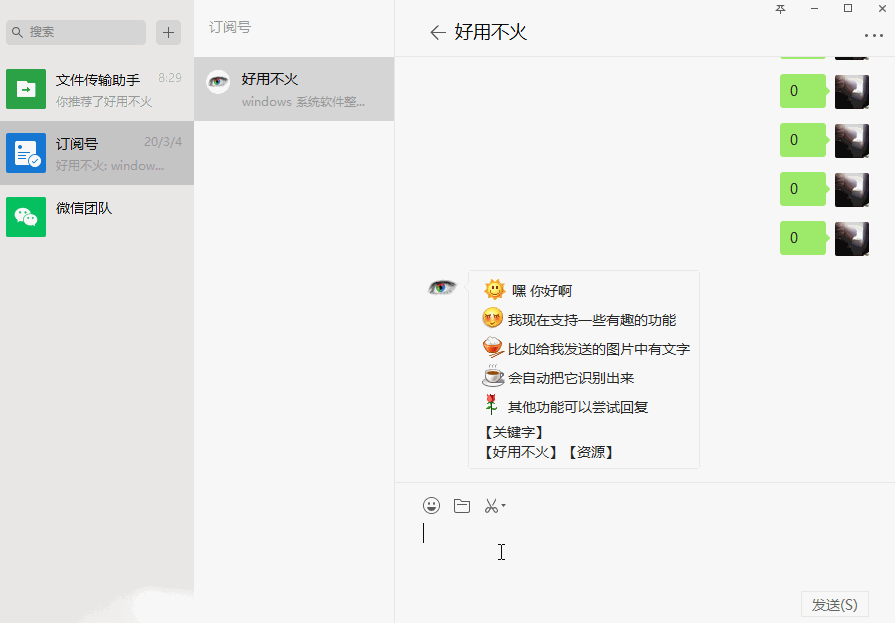 搜索
文件传输助手
8:29
你推荐了好用不火
订阅号
20/3/4
好用不火: window...
微信团队
订阅号
好用不火
windows 系统软件整...
好用不火
0
0
0
0
嘿 你好啊
我现在支持一些有趣的功能
比如给我发送的图片中有文字
会自动把它识别出来
其他功能可以尝试回复
【关键字】
【好用不火】【资源】
发送(S)